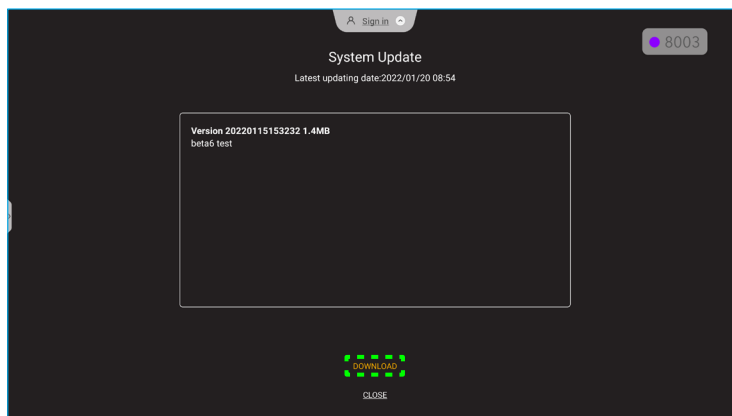 Sign in
8003
System Update
Latest updating date:2022/01/20 08:54
Version 20220115153232 1.4MB
beta6 test
DOWNLOAD
CLOSE